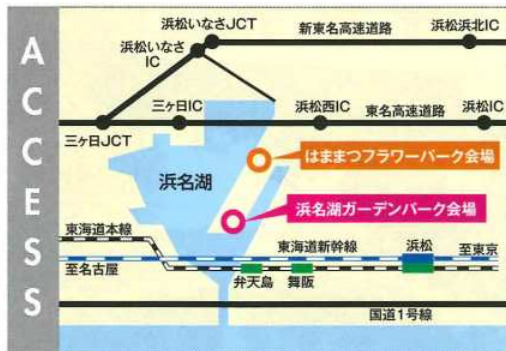 ACCESS
浜松いなさJCT
新東名高速道路
浜松浜北IC
浜松いなさ
IC
三ヶ日IC
浜松西IC
東名高速道路
浜松IC
三ヶ日JCT
はままつフラワーパーク会場
浜名湖
浜名湖ガーデンパーク会場
東海道本線
東海道新幹線
浜松
至東京
至名古屋
弁天島
舞阪
国道1号線